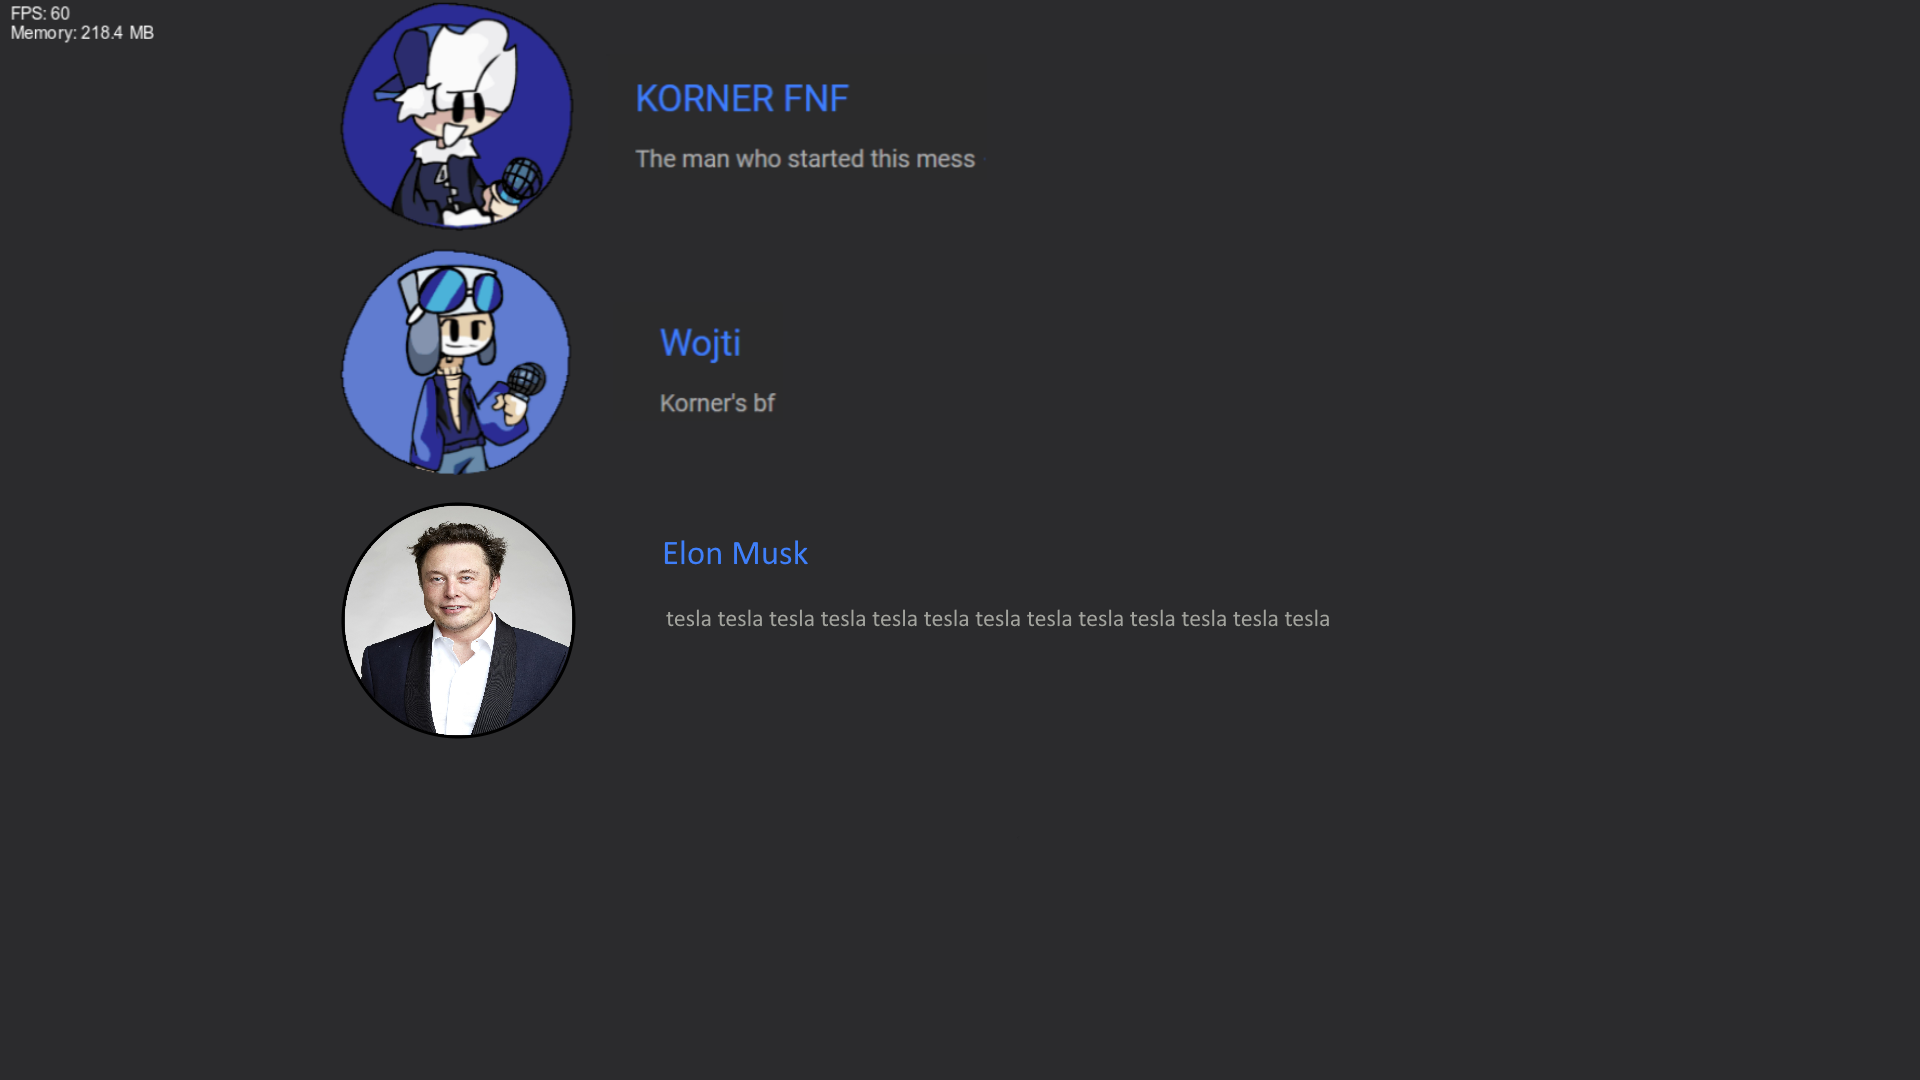 FPS: 60
Memory: 218.4 MB
KORNER FNF
The man who started this mess
Wojti
Korner's bf
Elon Musk
tesla tesla tesla tesla tesla tesla tesla tesla tesla tesla tesla tesla tesla